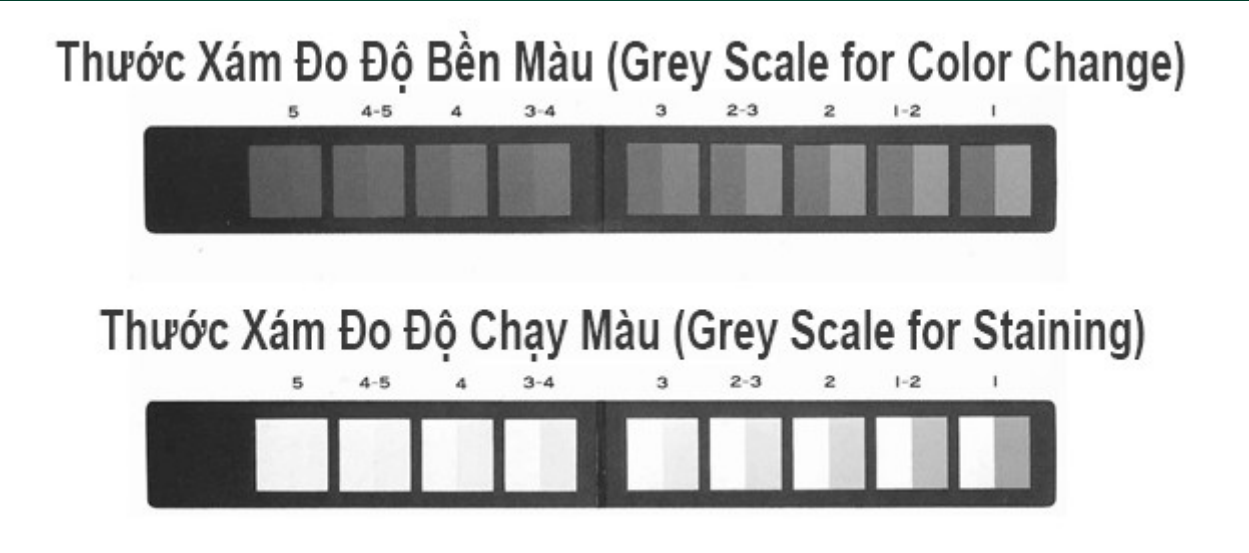 Thước Xám Đo Độ Bền Màu (Grey Scale for Color Change)
5 4-5 4 3-4 3 2-3 2 1-2 1
Thước Xám Đo Độ Chạy Màu (Grey Scale for Staining)
5 4-5 4 3-4 3 2-3 2 1-2 1